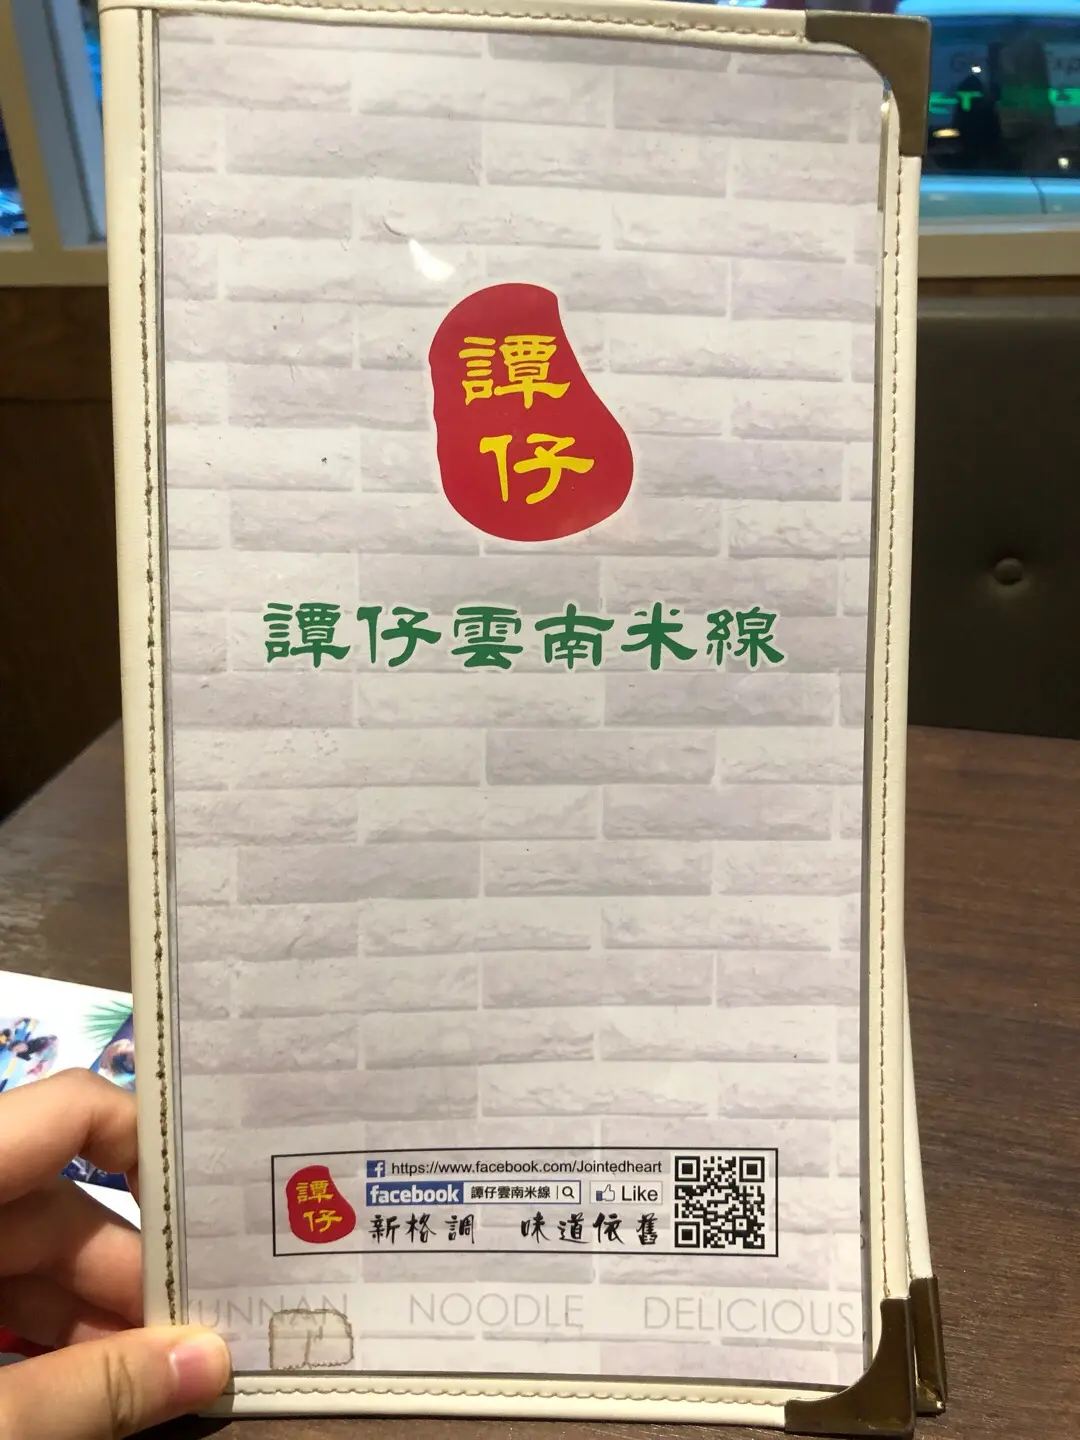 譚
仔
譚仔雲南米線
https://www.facebook.com/Jointedheart
facebook 譚仔雲南米線 Like
譚
仔
新格調 味道依舊
UNNAN NOODLE DELICIOUS